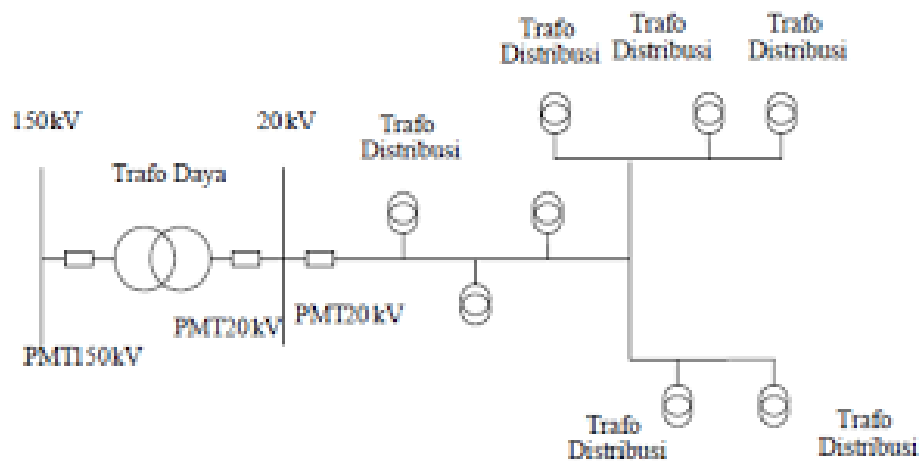 Trafo
Distribusi
Trafo
Distribusi
Trafo
Distribusi
150kV
20kV
Trafo
Distribusi
Trafo Daya
PMT150kV
PMT20kV
PMT20kV
Trafo
Distribusi
Trafo
Distribusi